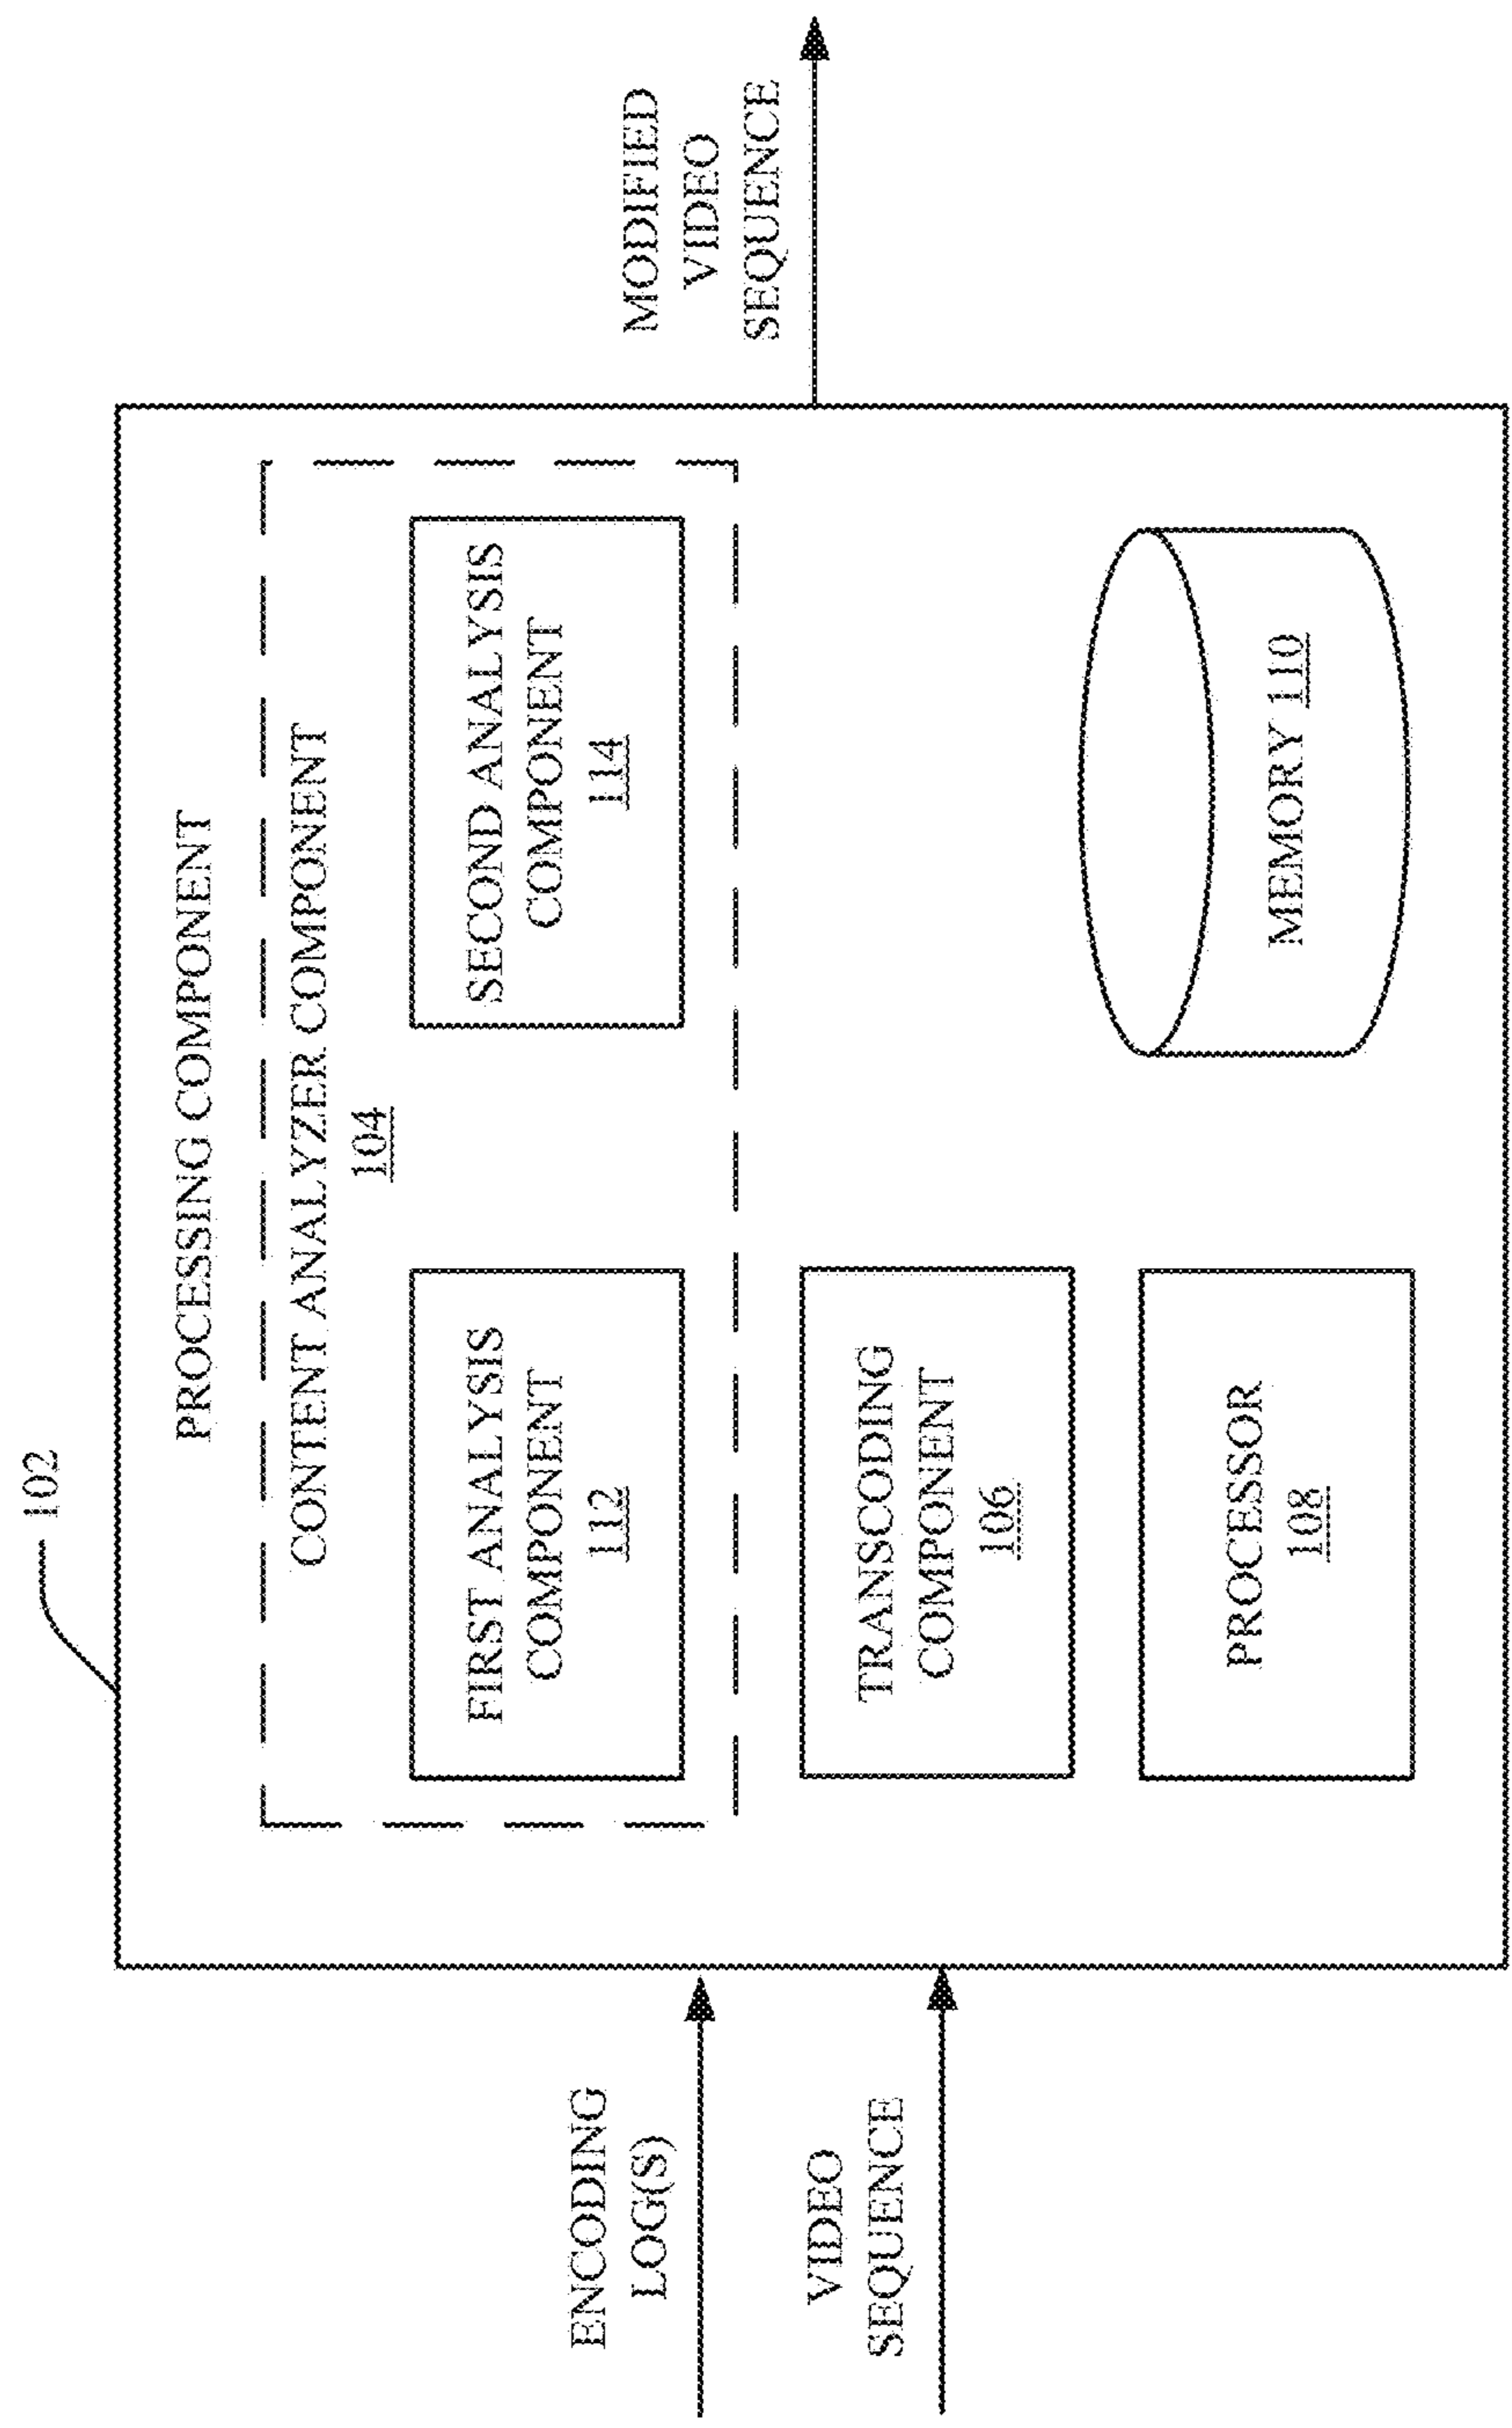 102
PROCESSING COMPONENT
CONTENT ANALYZER COMPONENT
104
FIRST ANALYSIS
COMPONENT
112
SECOND ANALYSIS
COMPONENT
114
ENCODING
LOG(S)
VIDEO
SEQUENCE
MODIFIED
VIDEO
SEQUENCE
TRANSCODING
COMPONENT
106
PROCESSOR
108
MEMORY 110